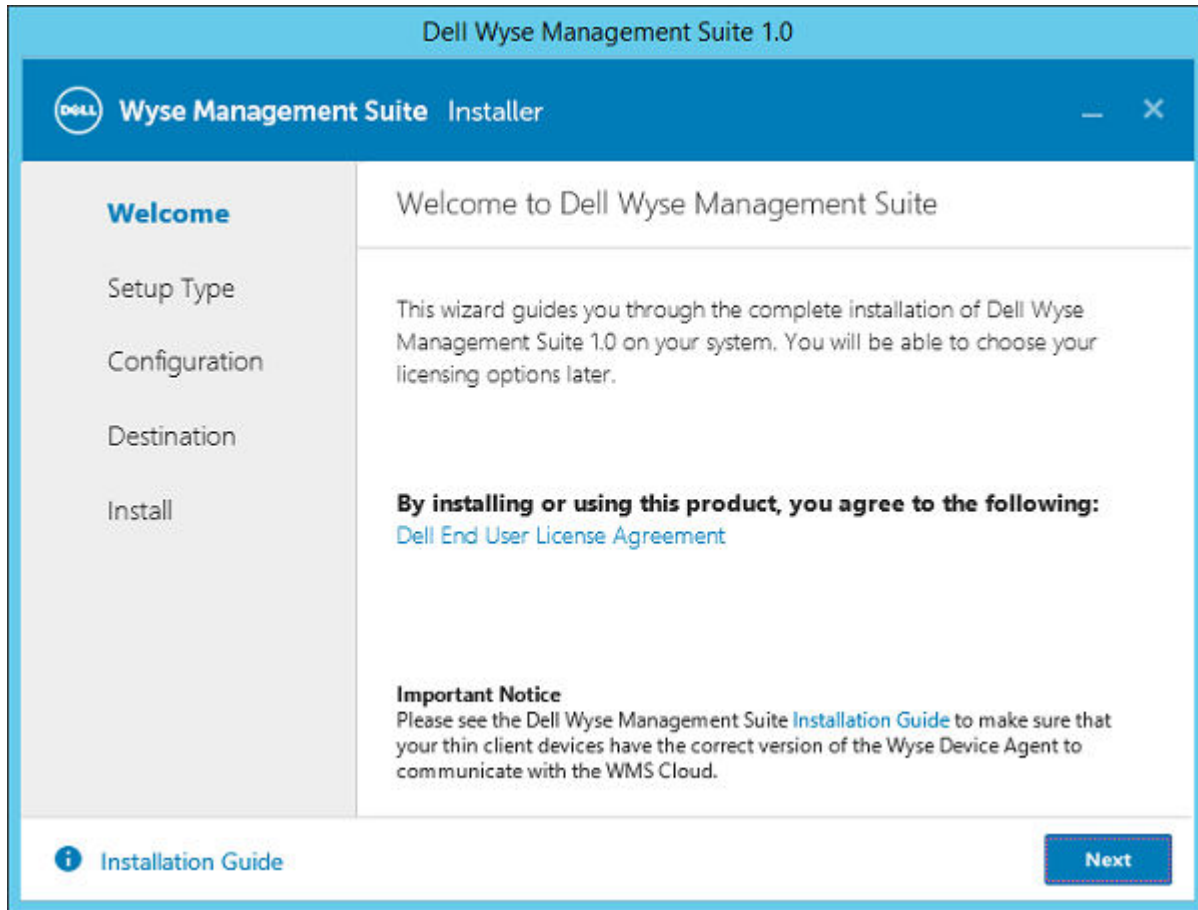 Dell Wyse Management Suite 1.0
DELL Wyse Management Suite Installer
Welcome
Setup Type
Configuration
Destination
Install
Welcome to Dell Wyse Management Suite
This wizard guides you through the complete installation of Dell Wyse
Management Suite 1.0 on your system. You will be able to choose your
licensing options later.
By installing or using this product, you agree to the following:
Dell End User License Agreement
Important Notice
Please see the Dell Wyse Management Suite Installation Guide to make sure that
your thin client devices have the correct version of the Wyse Device Agent to
communicate with the WMS Cloud.
Installation Guide
Next